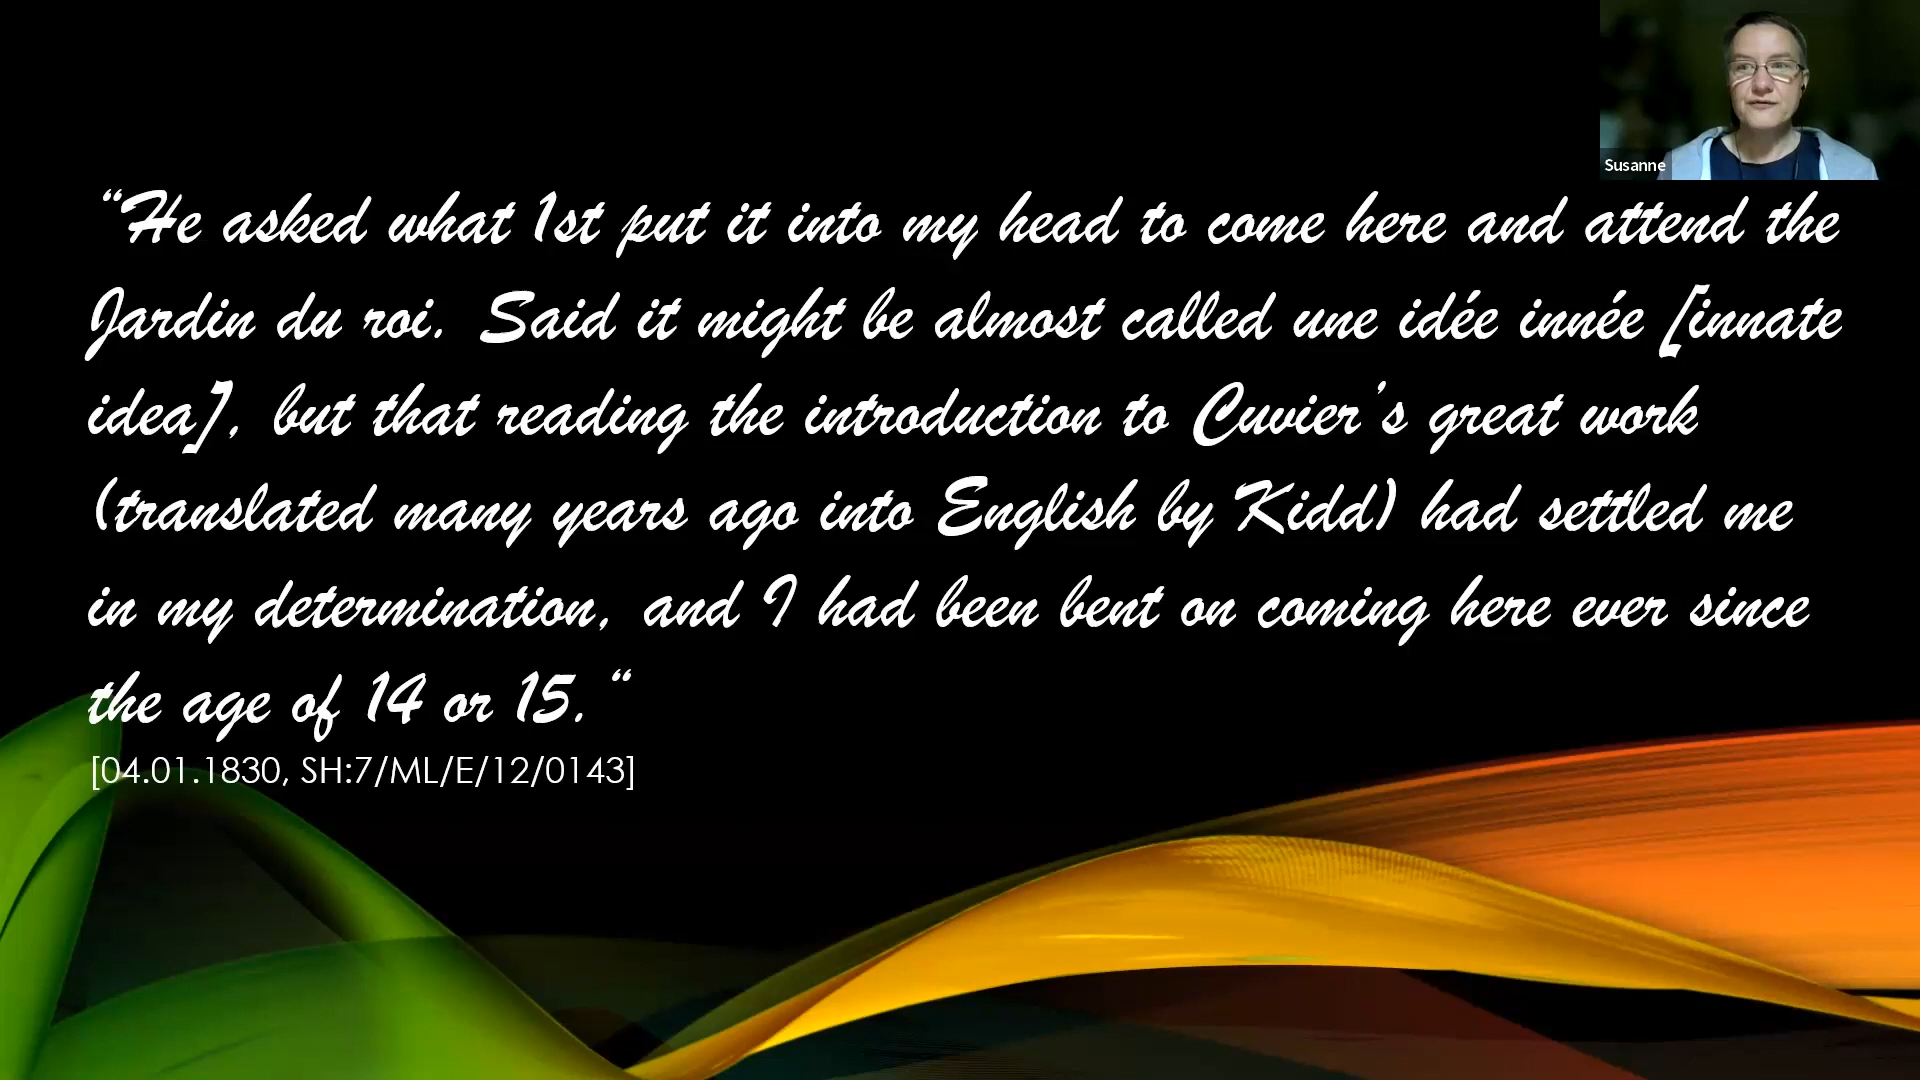 Susanne
“He asked what 1st put it into my head to come here and attend the
Jardin du roi. Said it might be almost called une idée innée [innate
idea], but that reading the introduction to Cuvier’s great work
(translated many years ago into English by Kidd) had settled me
in my determination, and I had been bent on coming here ever since
the age of 14 or 15.“
[04.01.1830, SH:7/ML/E/12/0143]